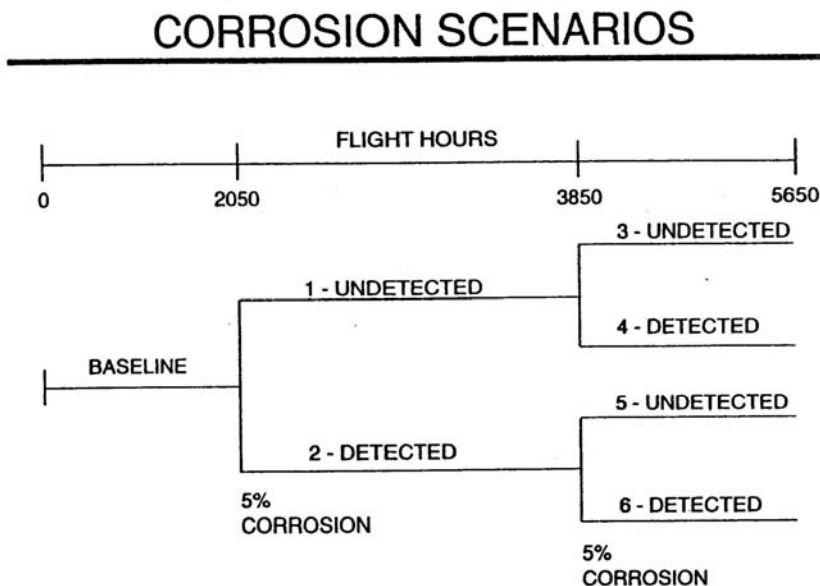 CORROSION SCENARIOS
FLIGHT HOURS
0 2050 3850 5650
3 - UNDETECTED
1 - UNDETECTED
4 - DETECTED
BASELINE
5 - UNDETECTED
2 - DETECTED
5%
CORROSION
6 - DETECTED
5%
CORROSION